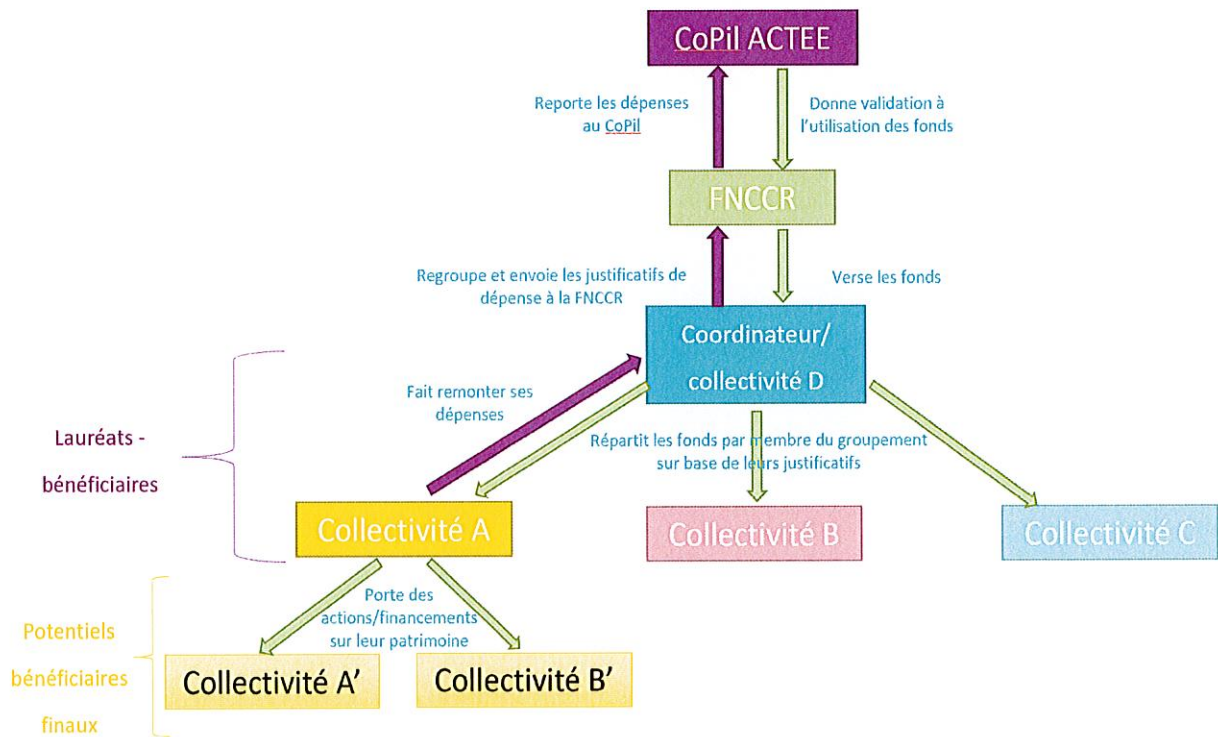 CoPil ACTEE
Reporte les dépenses
au CoPil
Donne validation à
l'utilisation des fonds
FNCCR
Regroupe et envoie les justificatifs de
dépense à la FNCCR
Verse les fonds
Coordinateur/
collectivité D
Fait remonter ses
dépenses
Lauréats -
bénéficiaires
Répartit les fonds par membre du groupement
sur base de leurs justificatifs
Collectivité A
Collectivité B
Collectivité C
Porte des
actions/financements
sur leur patrimoine
Potentiels
bénéficiaires
finaux
Collectivité A'
Collectivité B'